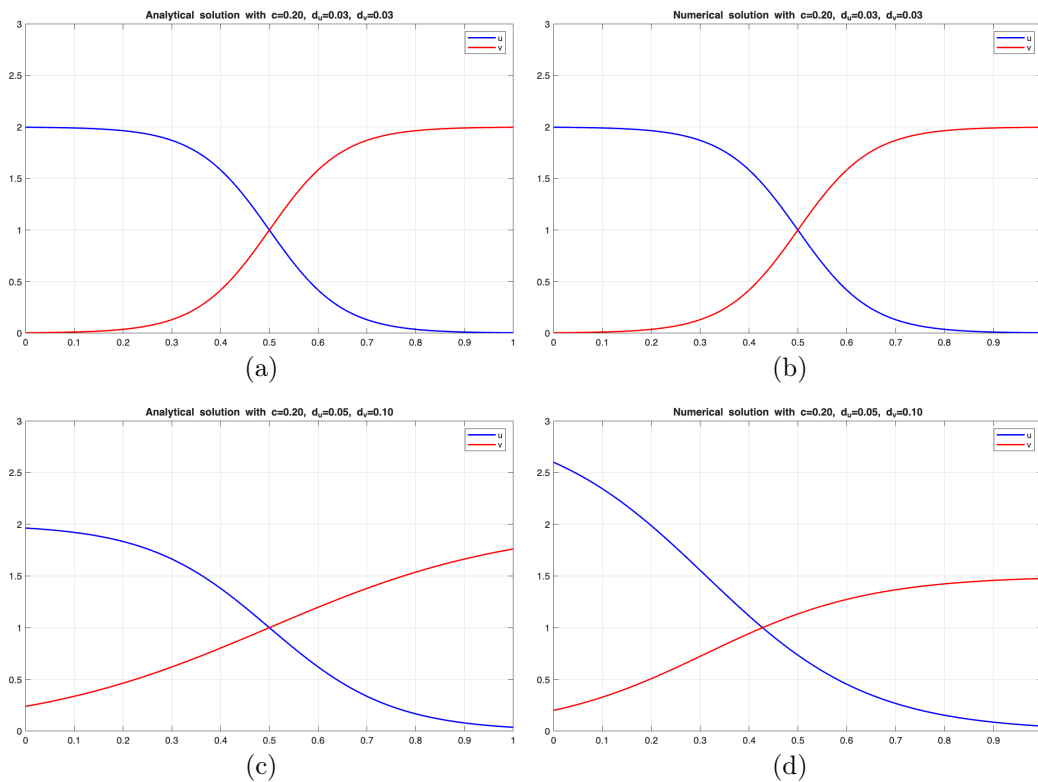 Analytical solution with c=0.20, d_u=0.03, d_v=0.03
3
2.5
2
1.5
1
0.5
0
0 0.1 0.2 0.3 0.4 0.5 0.6 0.7 0.8 0.9 1
u
v
(a)
Numerical solution with c=0.20, d_u=0.03, d_v=0.03
3
2.5
2
1.5
1
0.5
0
0 0.1 0.2 0.3 0.4 0.5 0.6 0.7 0.8 0.9
u
v
(b)
Analytical solution with c=0.20, d_u=0.05, d_v=0.10
3
2.5
2
1.5
1
0.5
0
0 0.1 0.2 0.3 0.4 0.5 0.6 0.7 0.8 0.9 1
u
v
(c)
Numerical solution with c=0.20, d_u=0.05, d_v=0.10
3
2.5
2
1.5
1
0.5
0
0 0.1 0.2 0.3 0.4 0.5 0.6 0.7 0.8 0.9
u
v
(d)